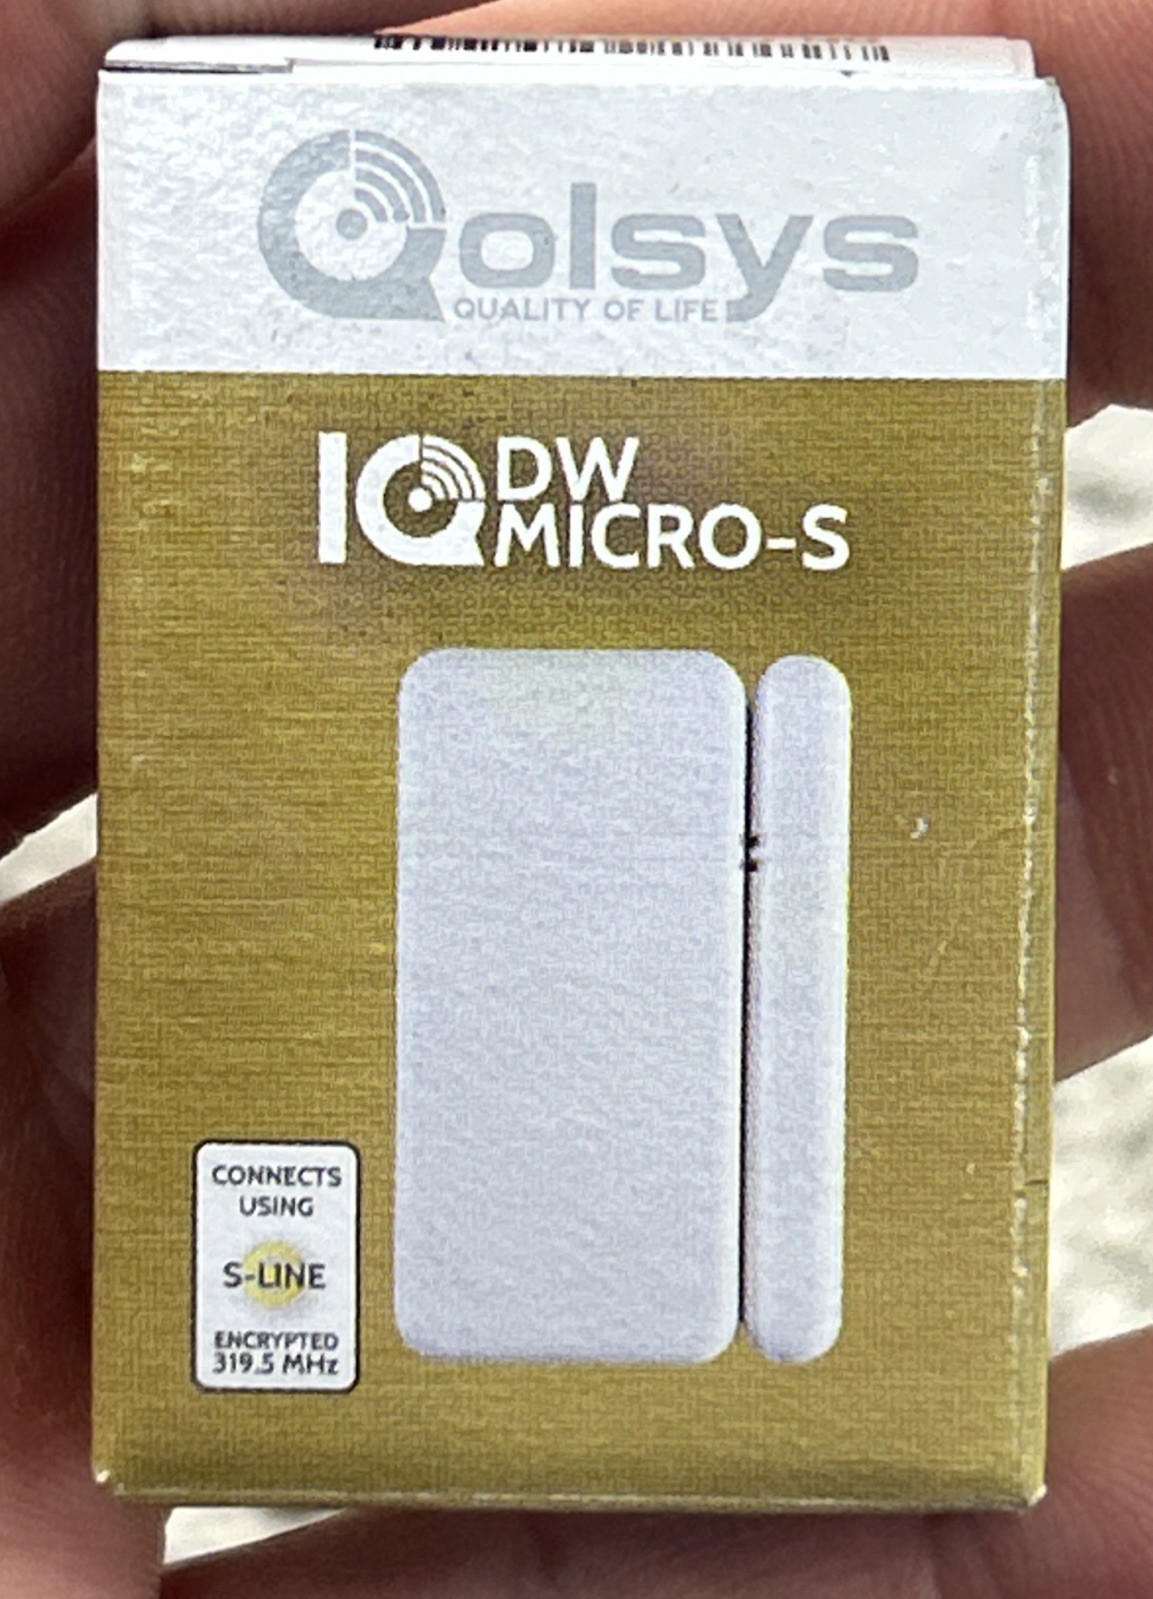 Qolsys
QUALITY OF LIFE
IQ DW
MICRO-S
CONNECTS
USING
S-LINE
ENCRYPTED
319.5 MHz